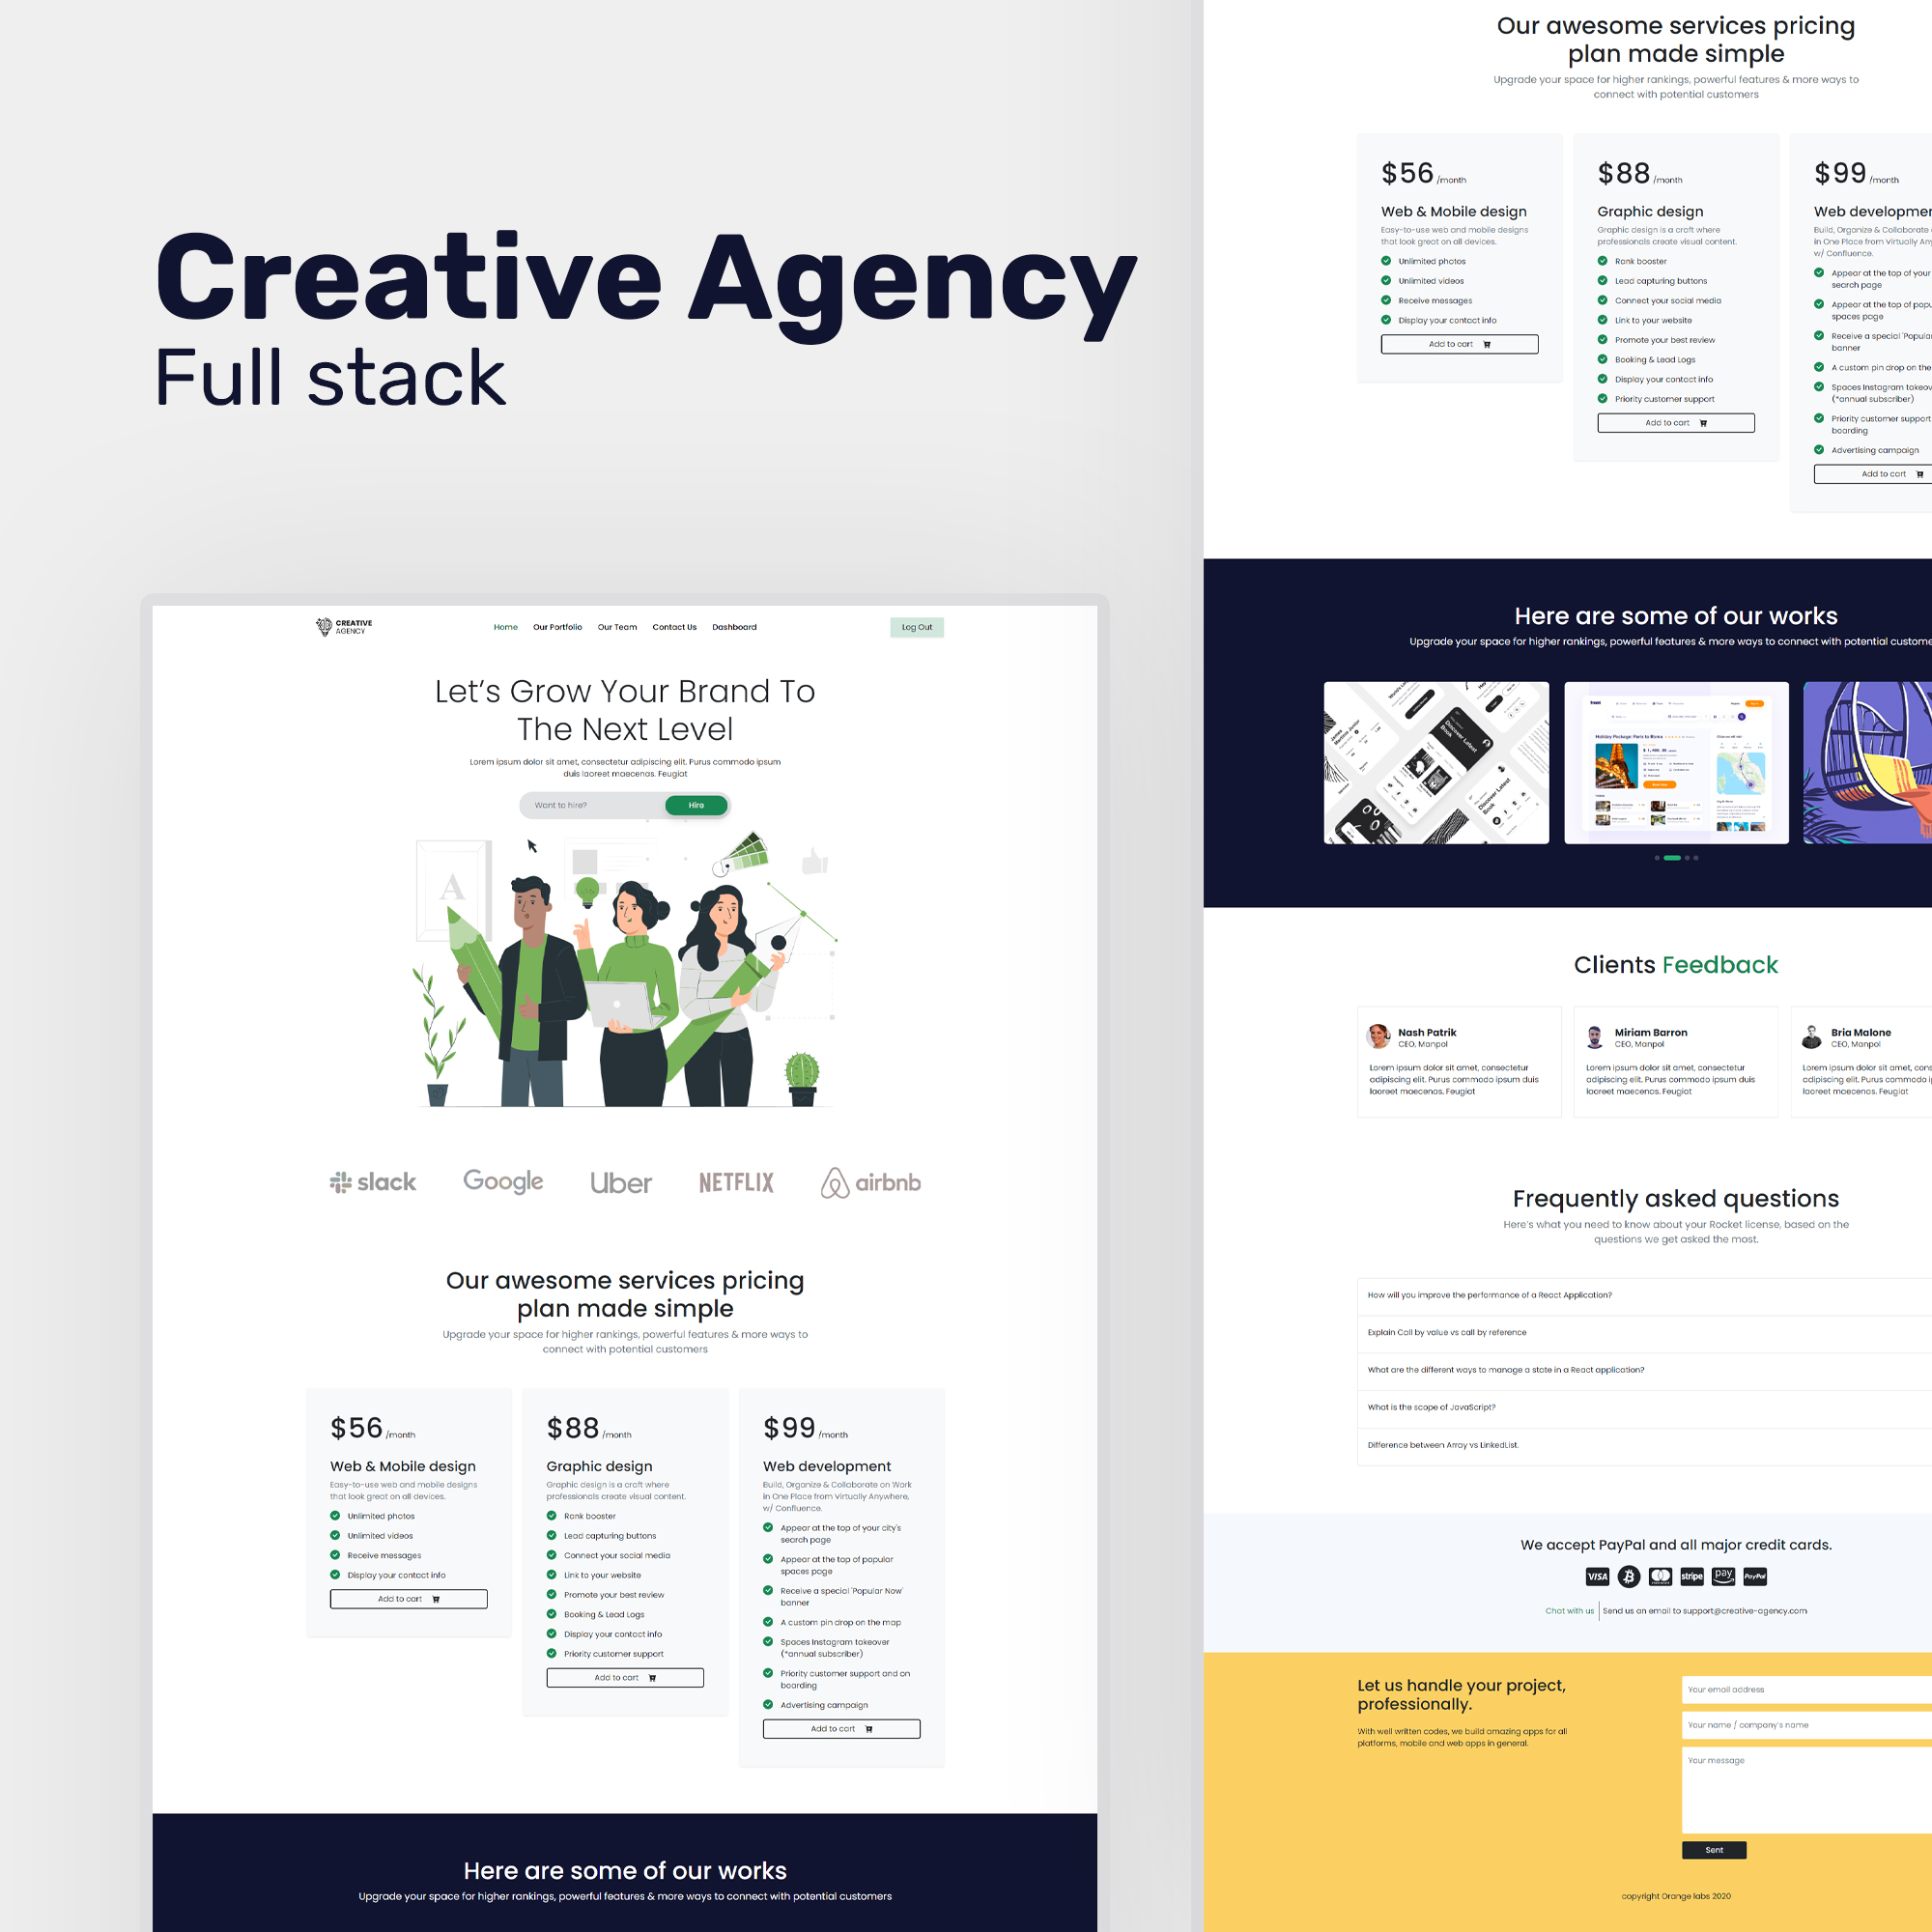 Creative Agency
Full stack
CREATIVE
AGENCY
Home Our Portfolio Our Team Contact Us Dashboard
Log Out
Let's Grow Your Brand To
The Next Level
Lorem ipsum dolor sit amet, consectetur adipiscing elit. Purus commodo ipsum
duis laoreet maecenas. Feugiat
Want to hire?
Hire
A
slack
Google
Uber
NETFLIX
airbnb
Our awesome services pricing
plan made simple
Upgrade your space for higher rankings, powerful features & more ways to
connect with potential customers
$56 /month
Web & Mobile design
Easy-to-use web and mobile designs
that look great on all devices.
Unlimited photos
Unlimited videos
Receive messages
Display your contact info
Add to cart
$88 /month
Graphic design
Graphic design is a craft where
professionals create visual content.
Rank booster
Lead capturing buttons
Connect your social media
Link to your website
Promote your best review
Booking & Lead Logs
Display your contact info
Priority customer support
Add to cart
$99 /month
Web development
Build, Organize & Collaborate on Work
in One Place from Virtually Anywhere,
w/ Confluence.
Appear at the top of your city's
search page
Appear at the top of popular
spaces page
Receive a special 'Popular Now'
banner
A custom pin drop on the map
Spaces Instagram takeover
(*annual subscriber)
Priority customer support and on
boarding
Advertising campaign
Add to cart
Here are some of our works
Upgrade your space for higher rankings, powerful features & more ways to connect with potential customers
Our awesome services pricing
plan made simple
Upgrade your space for higher rankings, powerful features & more ways to
connect with potential customers
$56 /month
Web & Mobile design
Easy-to-use web and mobile designs
that look great on all devices.
Unlimited photos
Unlimited videos
Receive messages
Display your contact info
Add to cart
$88 /month
Graphic design
Graphic design is a craft where
professionals create visual content.
Rank booster
Lead capturing buttons
Connect your social media
Link to your website
Promote your best review
Booking & Lead Logs
Display your contact info
Priority customer support
Add to cart
$99 /month
Web developmen
Build, Organize & Collaborate
in One Place from Virtually Any
w/ Confluence.
Appear at the top of your
search page
Appear at the top of popu
spaces page
Receive a special 'Popular
banner
A custom pin drop on the
Spaces Instagram takeov
(*annual subscriber)
Priority customer support
boarding
Advertising campaign
Add to cart
Here are some of our works
Upgrade your space for higher rankings, powerful features & more ways to connect with potential custome
Discover Latest
Book
Discover Latest
Book
Holiday Package: Paris to Rome
Clients Feedback
Nash Patrik
CEO, Manpol
Lorem ipsum dolor sit amet, consectetur
adipiscing elit. Purus commodo ipsum duis
laoreet maecenas. Feugiat
Miriam Barron
CEO, Manpol
Lorem ipsum dolor sit amet, consectetur
adipiscing elit. Purus commodo ipsum duis
laoreet maecenas. Feugiat
Bria Malone
CEO, Manpol
Lorem ipsum dolor sit amet, cons
adipiscing elit. Purus commodo i
laoreet maecenas. Feugiat
Frequently asked questions
Here's what you need to know about your Rocket license, based on the
questions we get asked the most.
How will you improve the performance of a React Application?
Explain Call by value vs call by reference
What are the different ways to manage a state in a React application?
What is the scope of JavaScript?
Difference between Array vs LinkedList.
We accept PayPal and all major credit cards.
VISA
stripe
pay
PayPal
Chat with us Send us an email to support@creative-agency.com
Let us handle your project,
professionally.
With well written codes, we build amazing apps for all
platforms, mobile and web apps in general.
Your email address
Your name / company's name
Your message
Sent
copyright Orange labs 2020